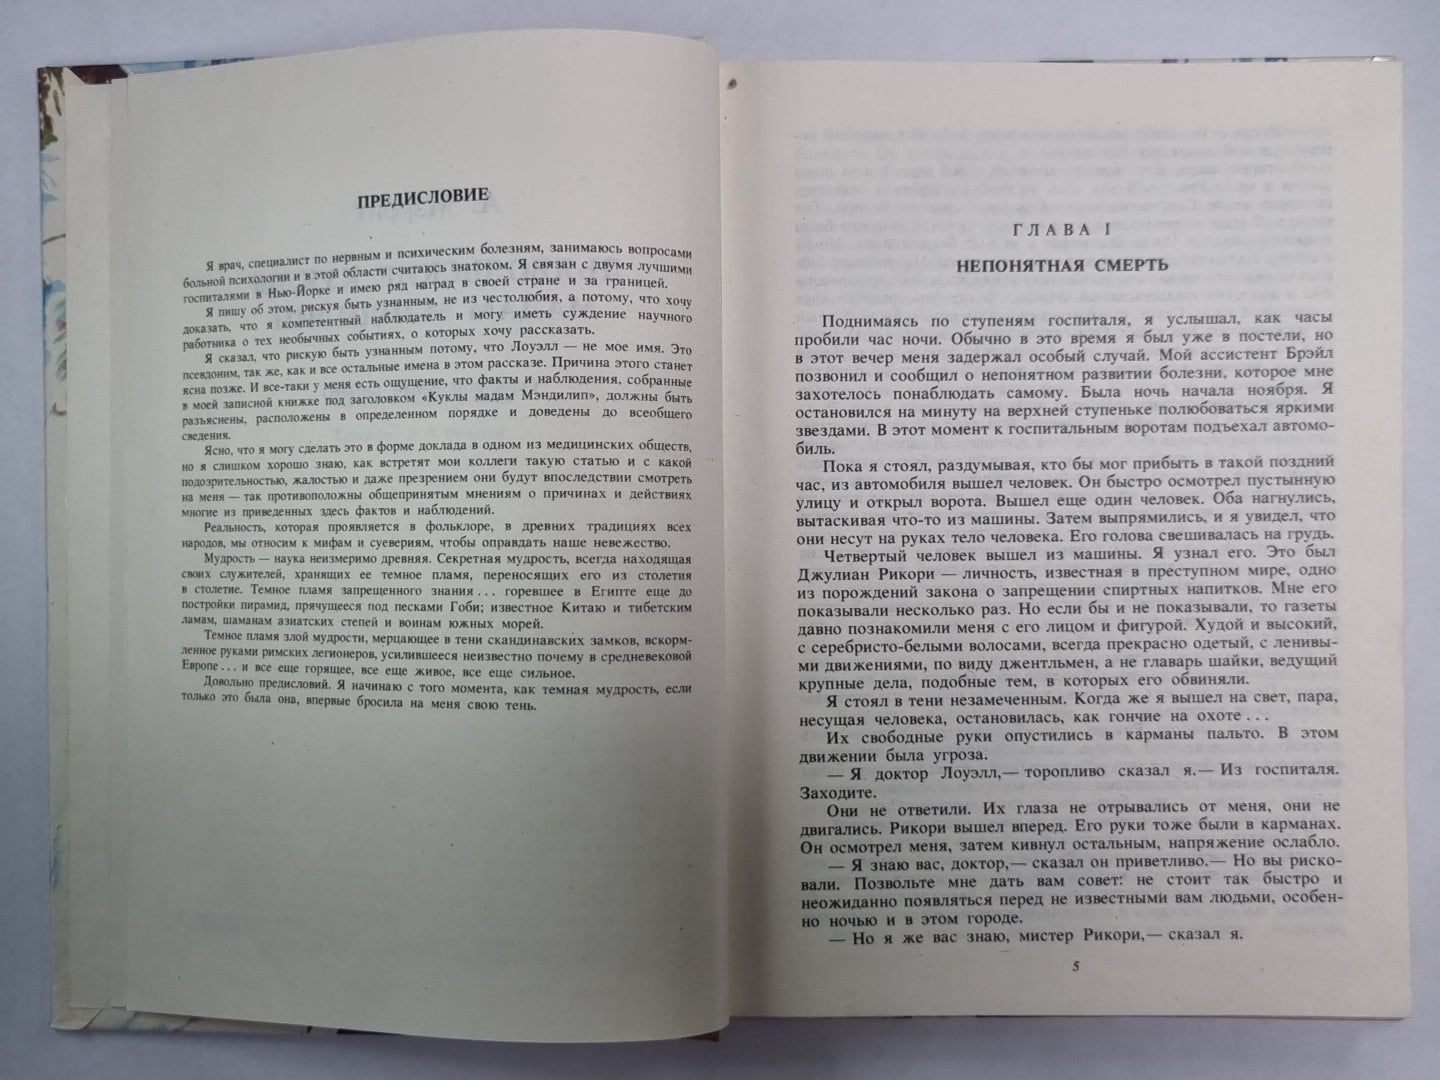 ПРЕДИСЛОВИЕ
Я врач, специалист по нервным и психическим болезням, занимаюсь вопросами
больной психологии и в этой области считаюсь знатоком. Я связан с двумя лучшими
госпиталями в Нью-Йорке и имею ряд наград в своей стране и за границей.
Я пишу об этом, рискуя быть узнанным, не из честолюбия, а потому, что хочу
доказать, что я компетентный наблюдатель и могу иметь суждение научного
работника о тех необычных событиях, о которых хочу рассказать.
Я сказал, что рискую быть узнанным потому, что Лоуэлл — не мое имя. Это
псевдоним, так же, как и все остальные имена в этом рассказе. Причина этого станет
ясна позже. И все-таки у меня есть ощущение, что факты и наблюдения, собранные
в моей записной книжке под заголовком «Куклы мадам Мэндилип», должны быть
разъяснены, расположены в определенном порядке и доведены до всеобщего
сведения.
Ясно, что я могу сделать это в форме доклада в одном из медицинских обществ,
но я слишком хорошо знаю, как встретят мои коллеги такую статью и с какой
подозрительностью, жалостью и даже презрением они будут впоследствии смотреть
на меня — так противоположны общепринятым мнениям о причинах и действиях
многие из приведенных здесь фактов и наблюдений.
Реальность, которая проявляется в фольклоре, в древних традициях всех
народов, мы относим к мифам и суевериям, чтобы оправдать наше невежество.
Мудрость — наука неизмеримо древняя. Секретная мудрость, всегда находящая
своих служителей, хранящих ее темное пламя, переносящих его из столетия
в столетие. Темное пламя запрещенного знания... горевшее в Египте еще до
постройки пирамид, прячущееся под песками Гоби; известное Китаю и тибетским
ламам, шаманам азиатских степей и воинам южных морей.
Темное пламя злой мудрости, мерцающее в тени скандинавских замков, вскорм-
ленное руками римских легионеров, усилившееся неизвестно почему в средневековой
Европе... и все еще горящее, все еще живое, все еще сильное.
Довольно предисловий. Я начинаю с того момента, как темная мудрость, если
только это была она, впервые бросила на меня свою тень.
ГЛАВА I
НЕПОНЯТНАЯ СМЕРТЬ
Поднимаясь по ступеням госпиталя, я услышал, как часы
пробили час ночи. Обычно в это время я был уже в постели, но
в этот вечер меня задержал особый случай. Мой ассистент Брэйл
позвонил и сообщил о непонятном развитии болезни, которое мне
захотелось понаблюдать самому. Была ночь начала ноября. Я
остановился на минуту на верхней ступеньке полюбоваться яркими
звездами. В этот момент к госпитальным воротам подъехал автомо-
биль.
Пока я стоял, раздумывая, кто бы мог прибыть в такой поздний
час, из автомобиля вышел человек. Он быстро осмотрел пустынную
улицу и открыл ворота. Вышел еще один человек. Оба нагнулись,
вытаскивая что-то из машины. Затем выпрямились, и я увидел, что
они несут на руках тело человека. Его голова свешивалась на грудь.
Четвертый человек вышел из машины. Я узнал его. Это был
Джулиан Рикори — личность, известная в преступном мире, одно
из порождений закона о запрещении спиртных напитков. Мне его
показывали несколько раз. Но если бы и не показывали, то газеты
давно познакомили меня с его лицом и фигурой. Худой и высокий,
с серебристо-белыми волосами, всегда прекрасно одетый, с ленивы-
ми движениями, по виду джентльмен, а не главарь шайки, ведущий
крупные дела, подобные тем, в которых его обвиняли.
Я стоял в тени незамеченным. Когда же я вышел на свет, пара,
несущая человека, остановилась, как гончие на охоте...
Их свободные руки опустились в карманы пальто. В этом
движении была угроза.
— Я доктор Лоуэлл,— торопливо сказал я.— Из госпиталя.
Заходите.
Они не ответили. Их глаза не отрывались от меня, они не
двигались. Рикори вышел вперед. Его руки тоже были в карманах.
Он осмотрел меня, затем кивнул остальным, напряжение ослабло.
— Я знаю вас, доктор,— сказал он приветливо.— Но вы риско-
вали. Позвольте мне дать вам совет: не стоит так быстро и
неожиданно появляться перед не известными вам людьми, особен-
но ночью и в этом городе.
— Но я же вас знаю, мистер Рикори,— сказал я.
5